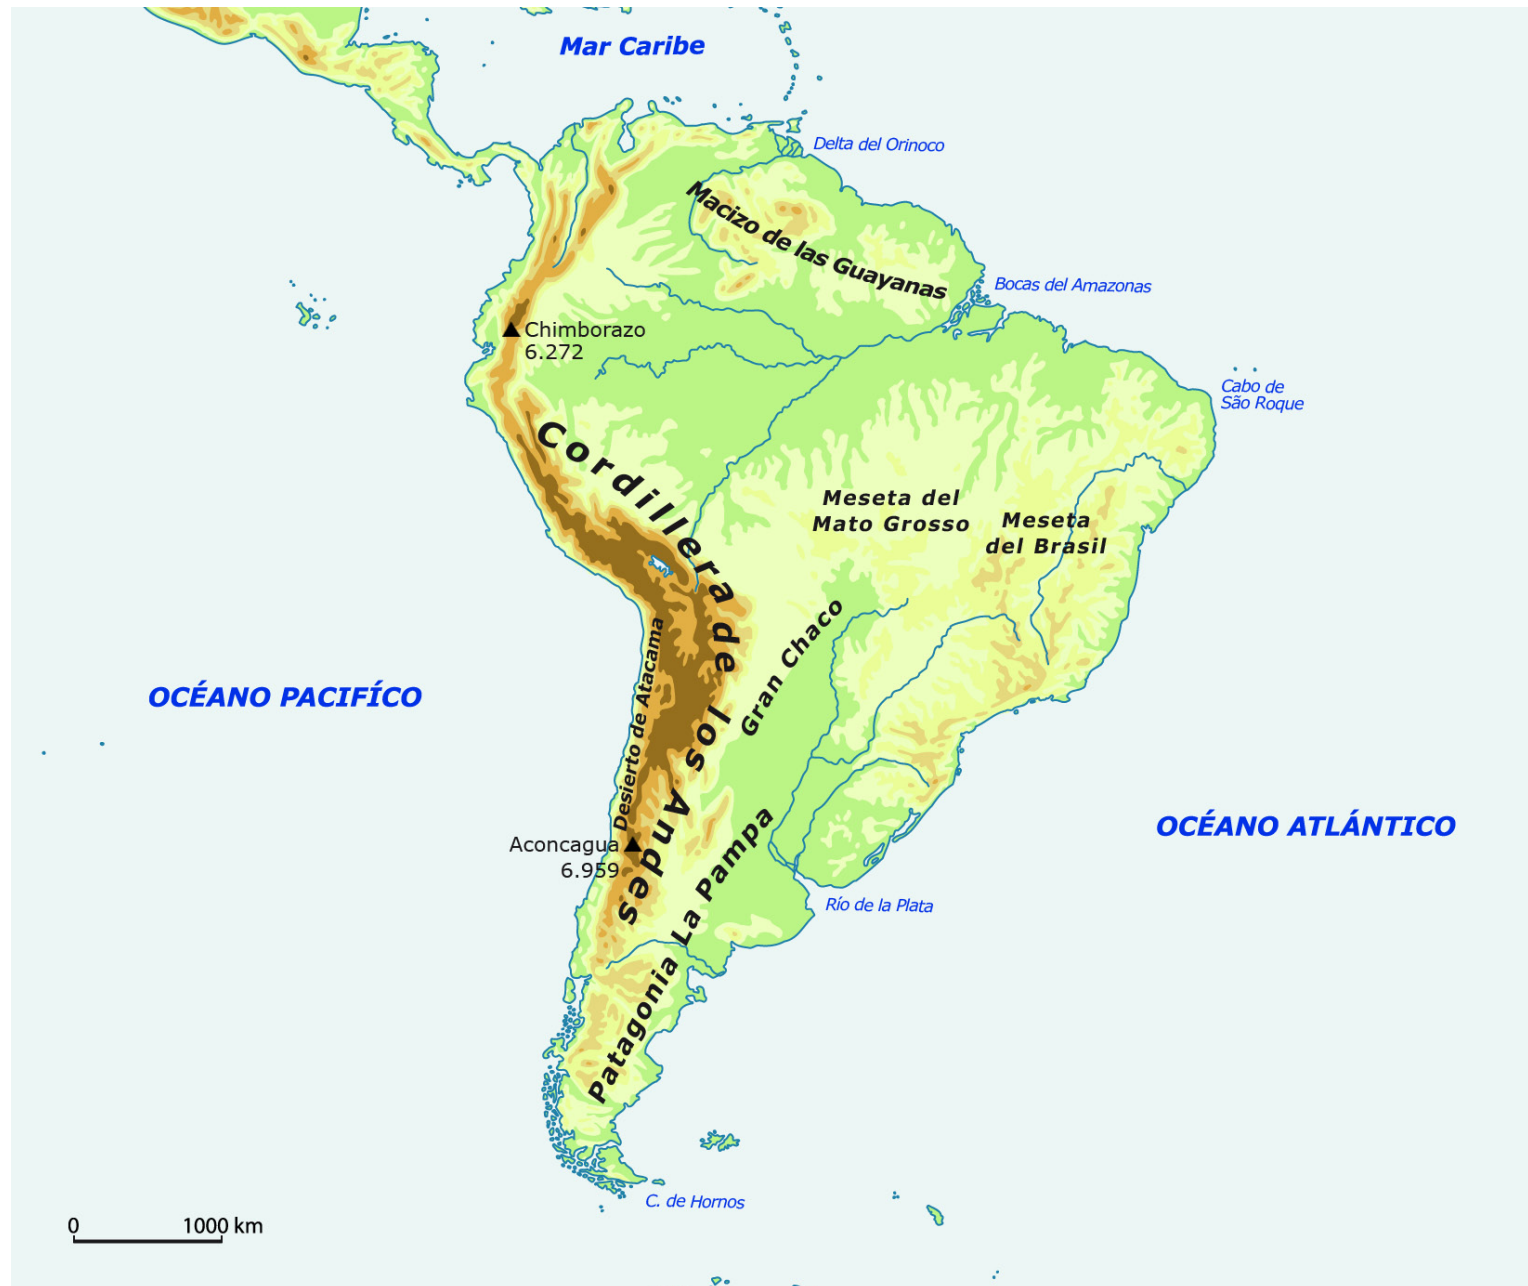 Mar Caribe
Delta del Orinoco
Macizo de las Guayanas
Bocas del Amazonas
Chimborazo
6.272
Cabo de
São Roque
Cordillera de los Andes
Meseta del
Mato Grosso
Meseta
del Brasil
Gran Chaco
Desierto de Atacama
OCÉANO PACIFÍCO
OCÉANO ATLÁNTICO
Aconcagua
6.959
La Pampa
Río de la Plata
Patagonia
C. de Hornos
0 1000 km